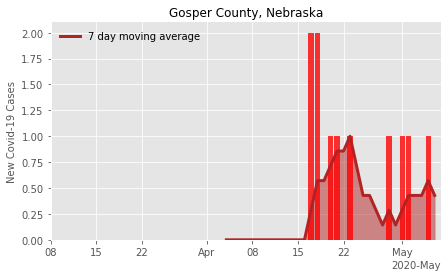 Gosper County, Nebraska
7 day moving average
New Covid-19 Cases
2.00
1.75
1.50
1.25
1.00
0.75
0.50
0.25
0.00
08 15 22 Apr 08 15 22 May
2020-May